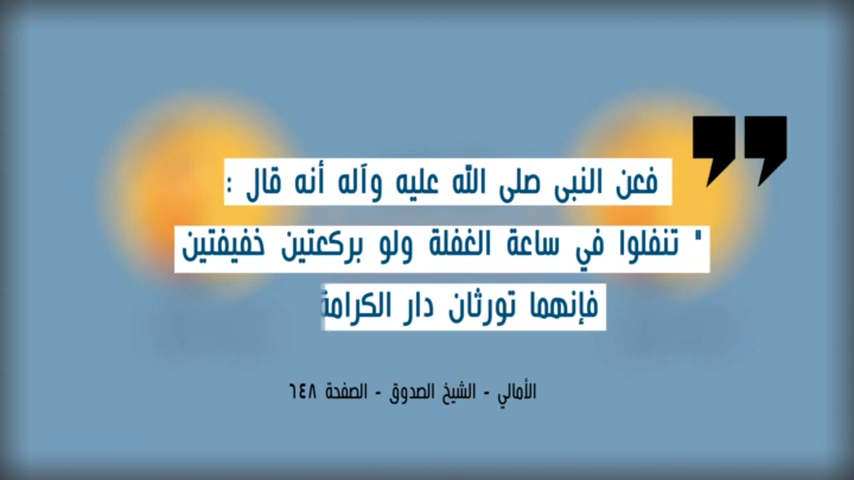 فعن النبى صلى الله عليه وآله أنه قال :
" تنفلوا في ساعة الغفلة ولو بركعتين خفيفتين
فإنهما تورثان دار الكرامة
الأمالي - الشيخ الصدوق - الصفحة ٦٤٨